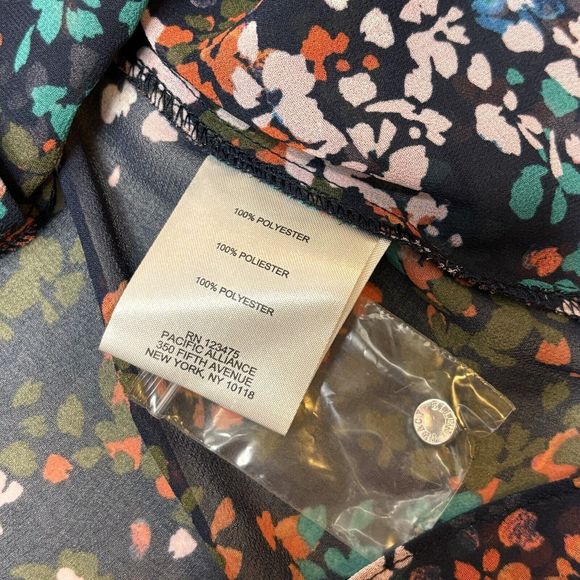 100% POLYESTER
100% POLIESTER
100% POLYESTER
RN 123475
PACIFIC ALLIANCE
350 FIFTH AVENUE
NEW YORK, NY 10118